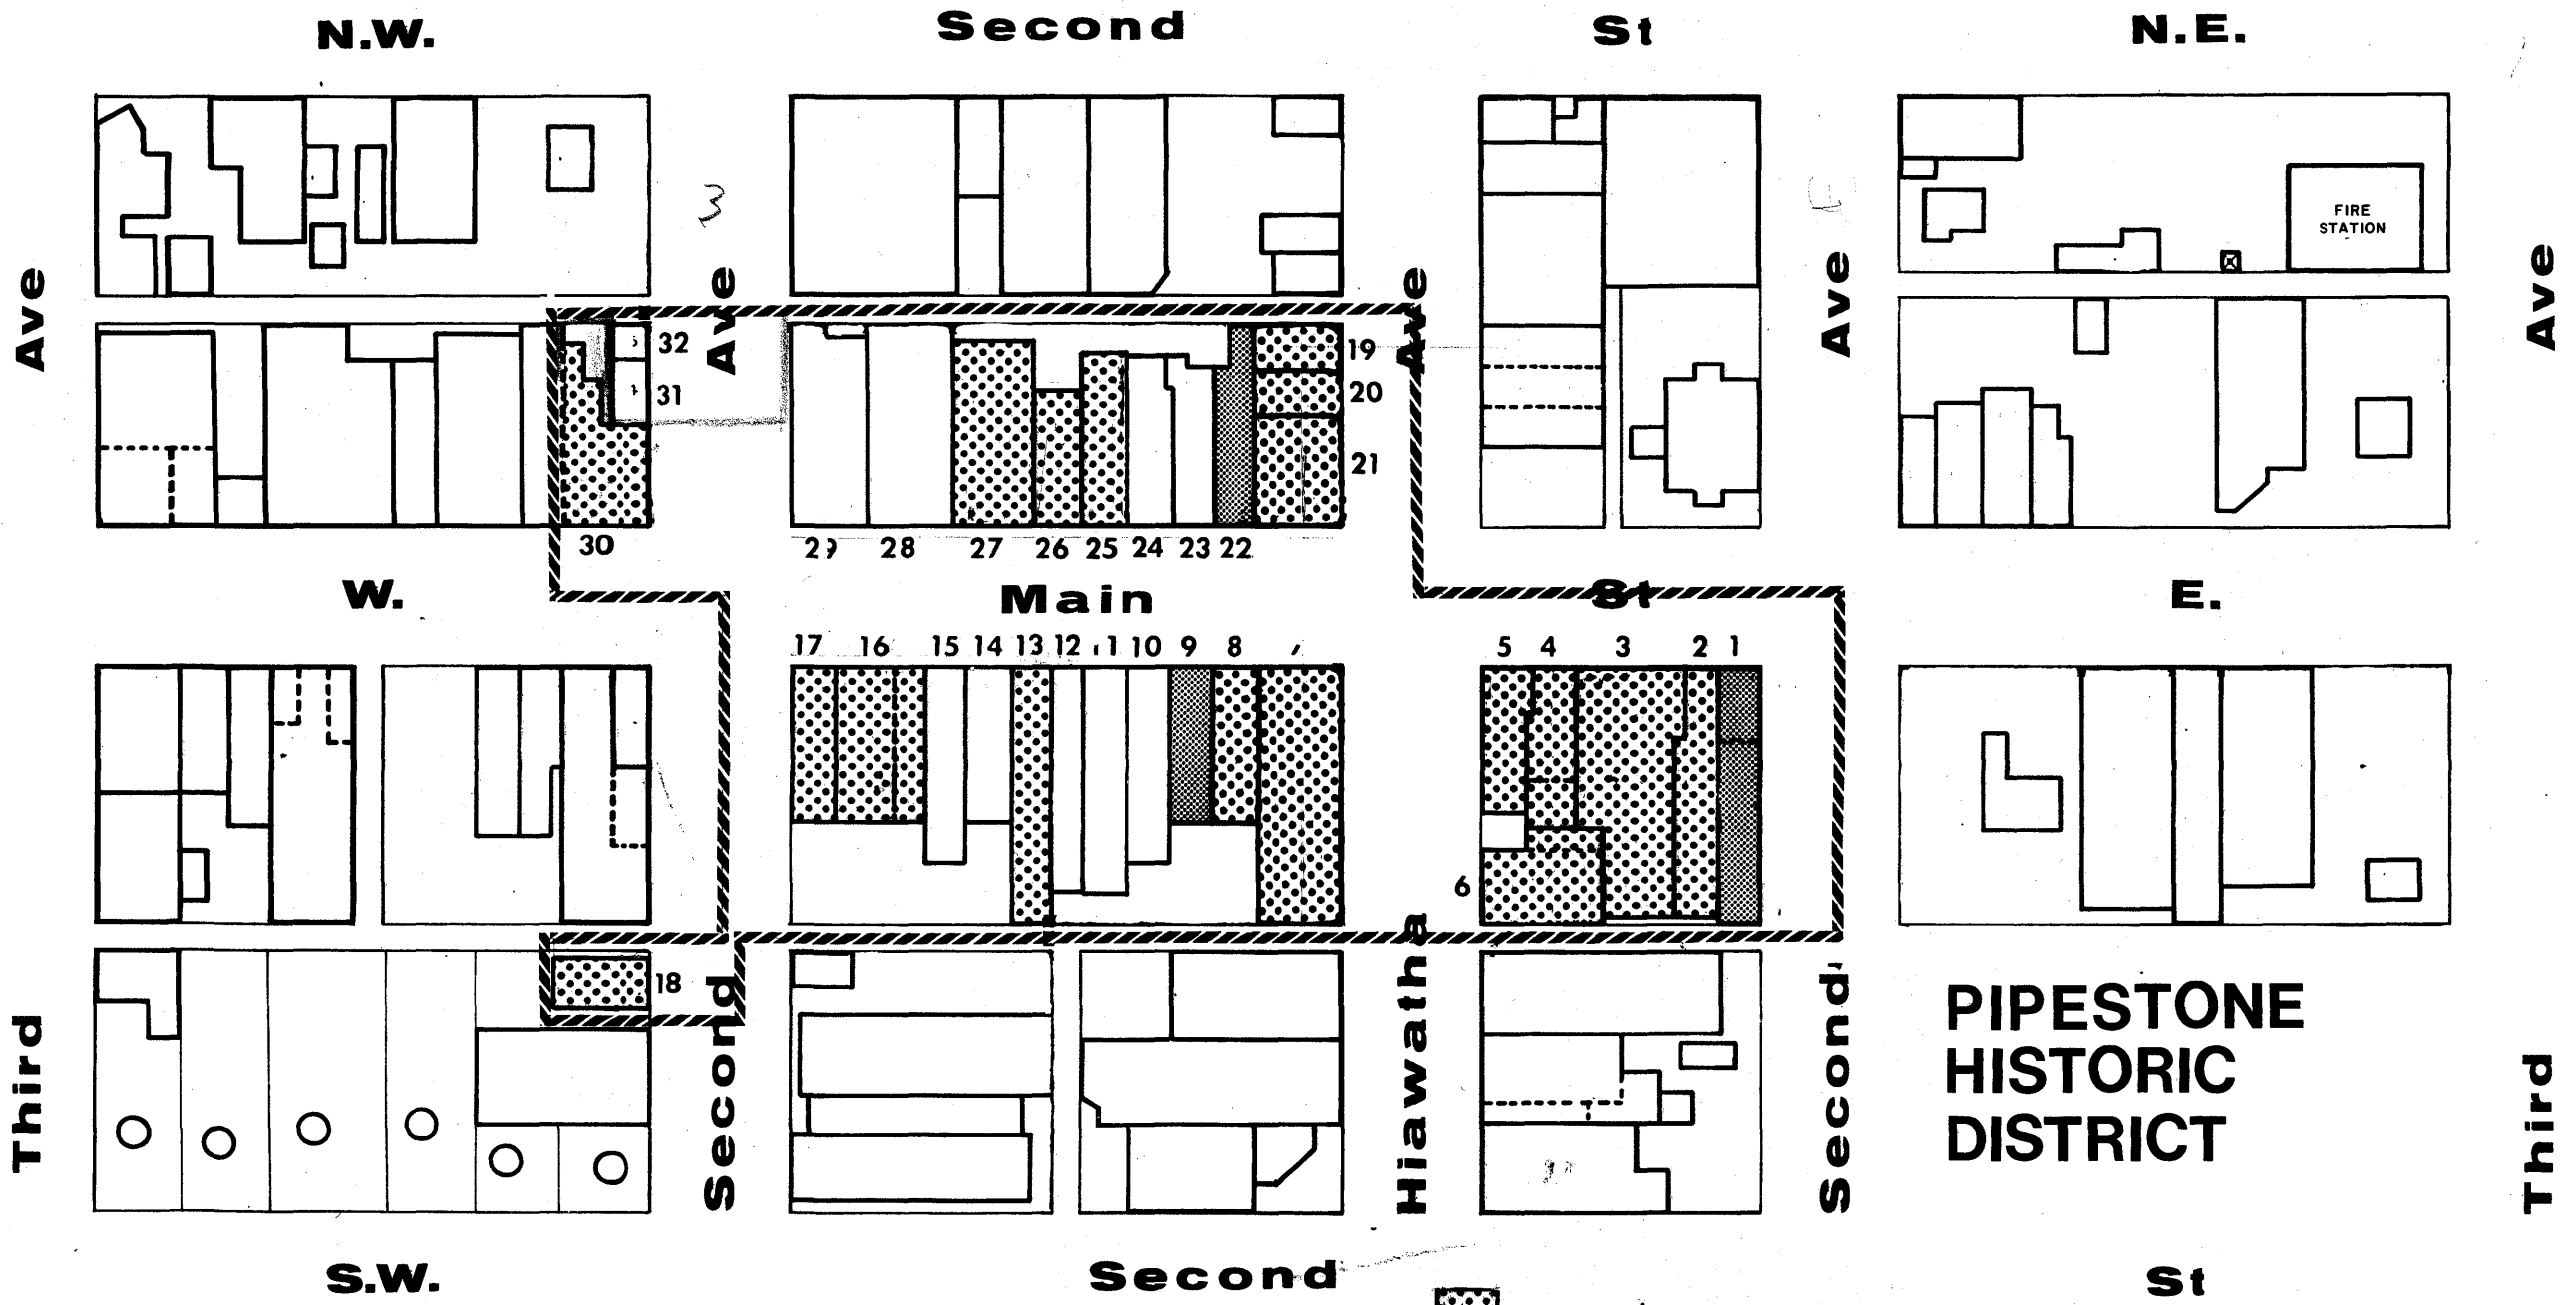 N.W. Second St N.E.
FIRE
STATION
Ave Ave Ave Ave Ave
32
31
19
20
21
30
29 28 27 26 25 24 23 22
W. Main St E.
17 16 15 14 13 12 11 10 9 8
5 4 3 2 1
6
18
Third Second Hiawatha Second Third
PIPESTONE
HISTORIC
DISTRICT
S.W. Second St